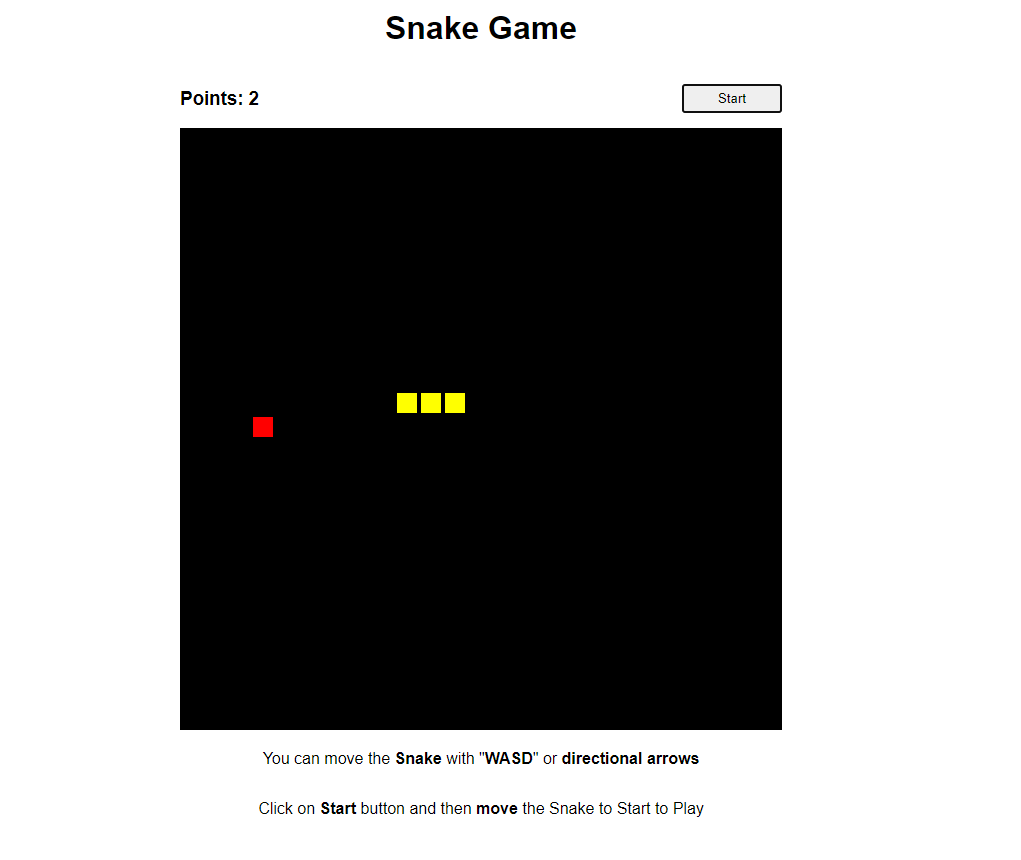 Snake Game
Points: 2
Start
You can move the Snake with "WASD" or directional arrows
Click on Start button and then move the Snake to Start to Play